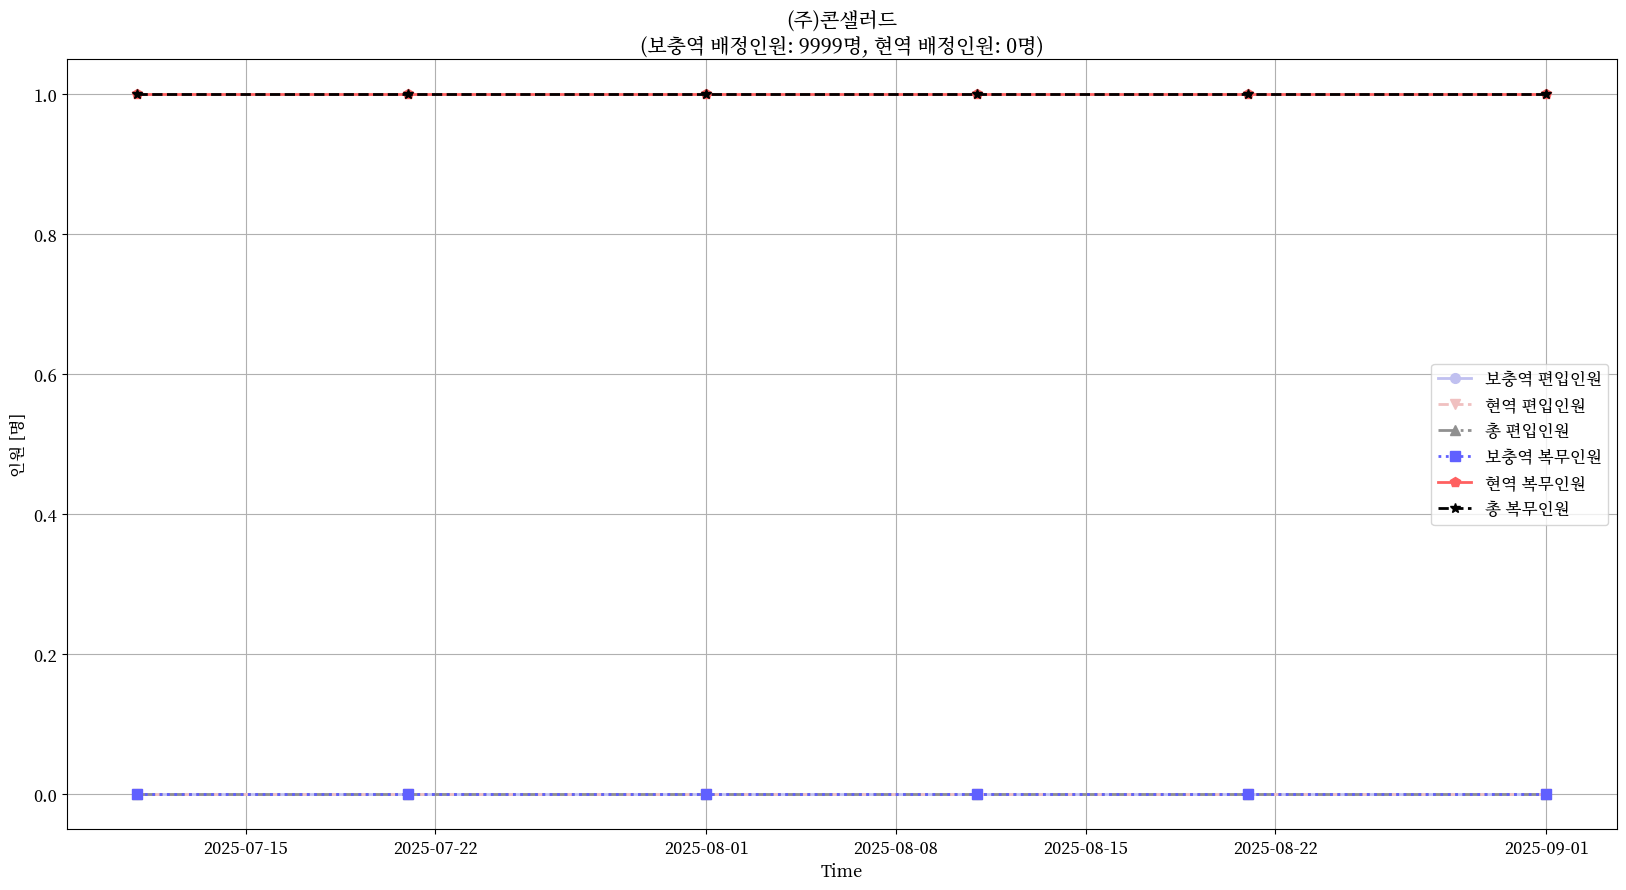 (주)콘샐러드
(보충역 배정인원: 9999명, 현역 배정인원: 0명)
인원 [명]
1.0
0.8
0.6
0.4
0.2
0.0
보충역 편입인원
현역 편입인원
총 편입인원
보충역 복무인원
현역 복무인원
총 복무인원
2025-07-15
2025-07-22
2025-08-01
2025-08-08
2025-08-15
2025-08-22
2025-09-01
Time